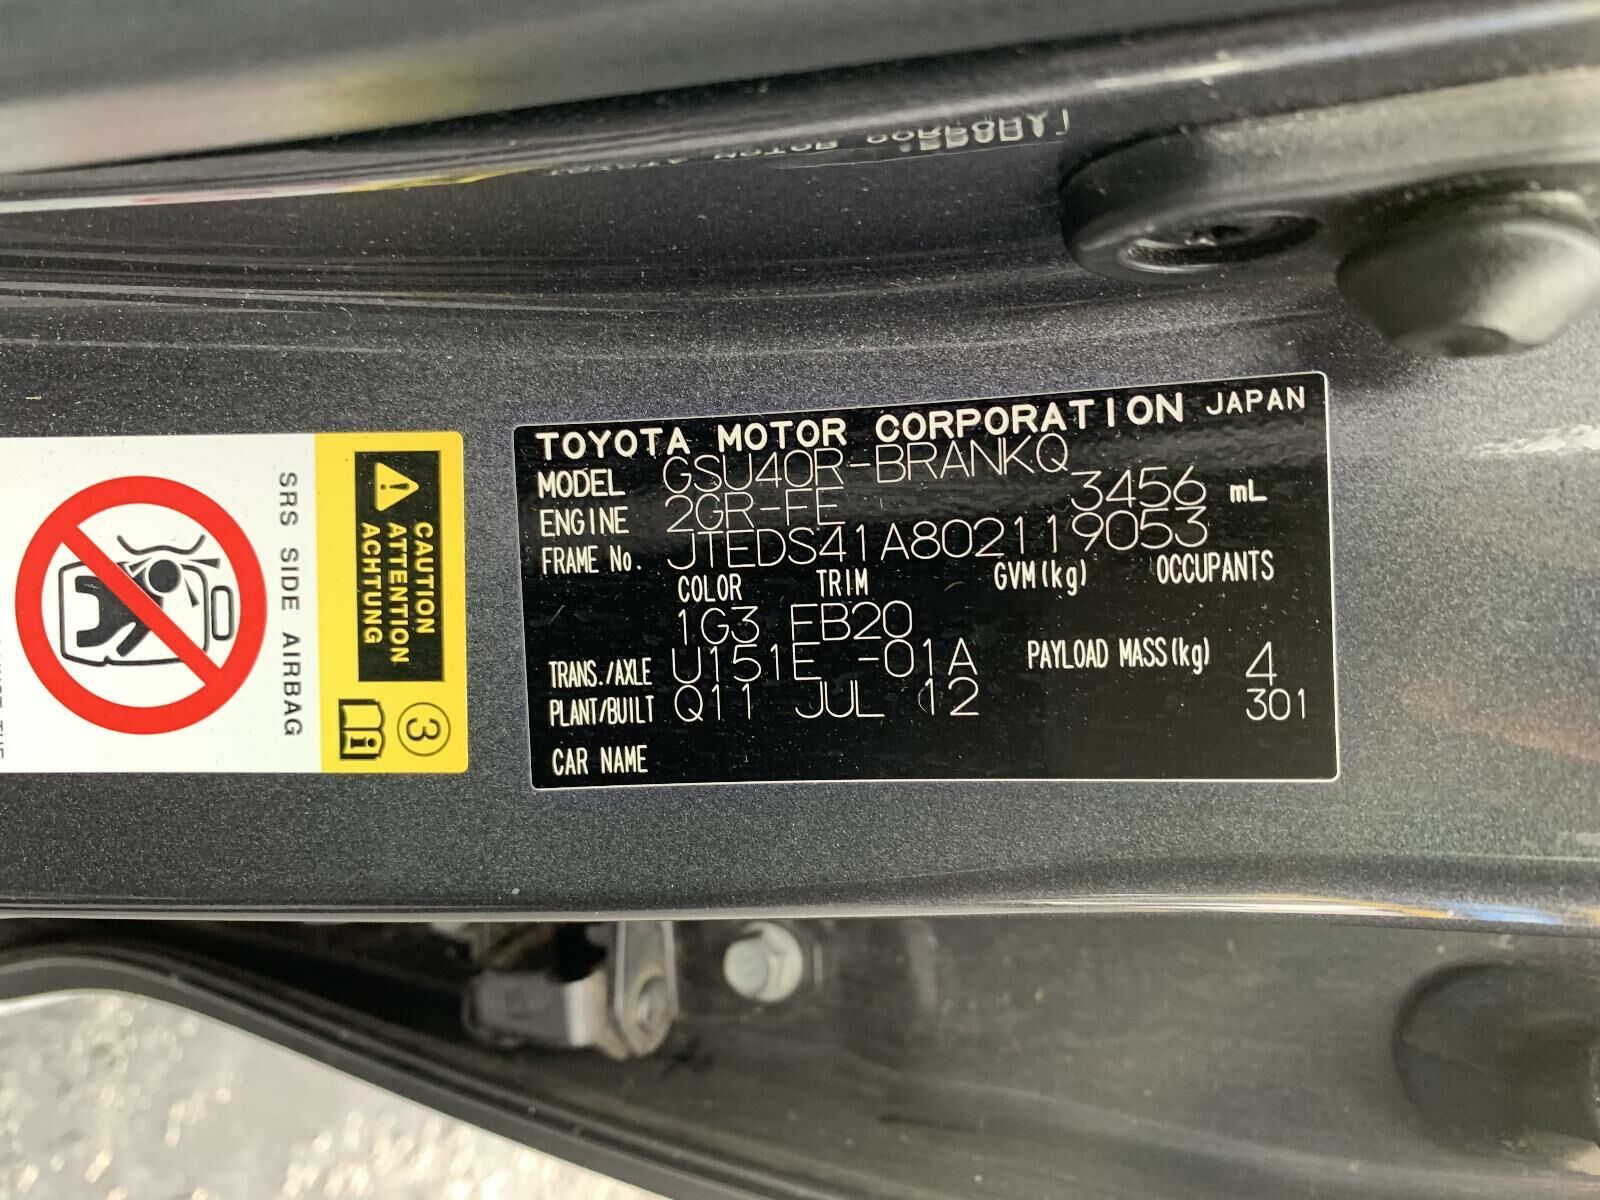 TOYOTA MOTOR CORPORATION JAPAN
MODEL GSU40R-BRANKQ
ENGINE 2GR-FE 3456 mL
FRAME No. JTEDS41A802119053
COLOR TRIM GVM(kg) OCCUPANTS
1G3 FB20
TRANS./AXLE U151E -01A PAYLOAD MASS(kg) 4
PLANT/BUILT Q11 JUL 12 301
CAR NAME
CAUTION
ATTENTION
ACHTUNG
3
SRS SIDE AIRBAG